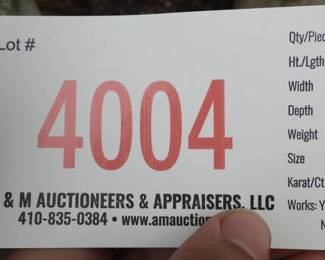 Lot #
4004
& M AUCTIONEERS & APPRAISERS, LLC
410-835-0384 • www.amauction
Qty/Piec
Ht./Lgth
Width
Depth
Weight
Size
Karat/Ct
Works: Y
N